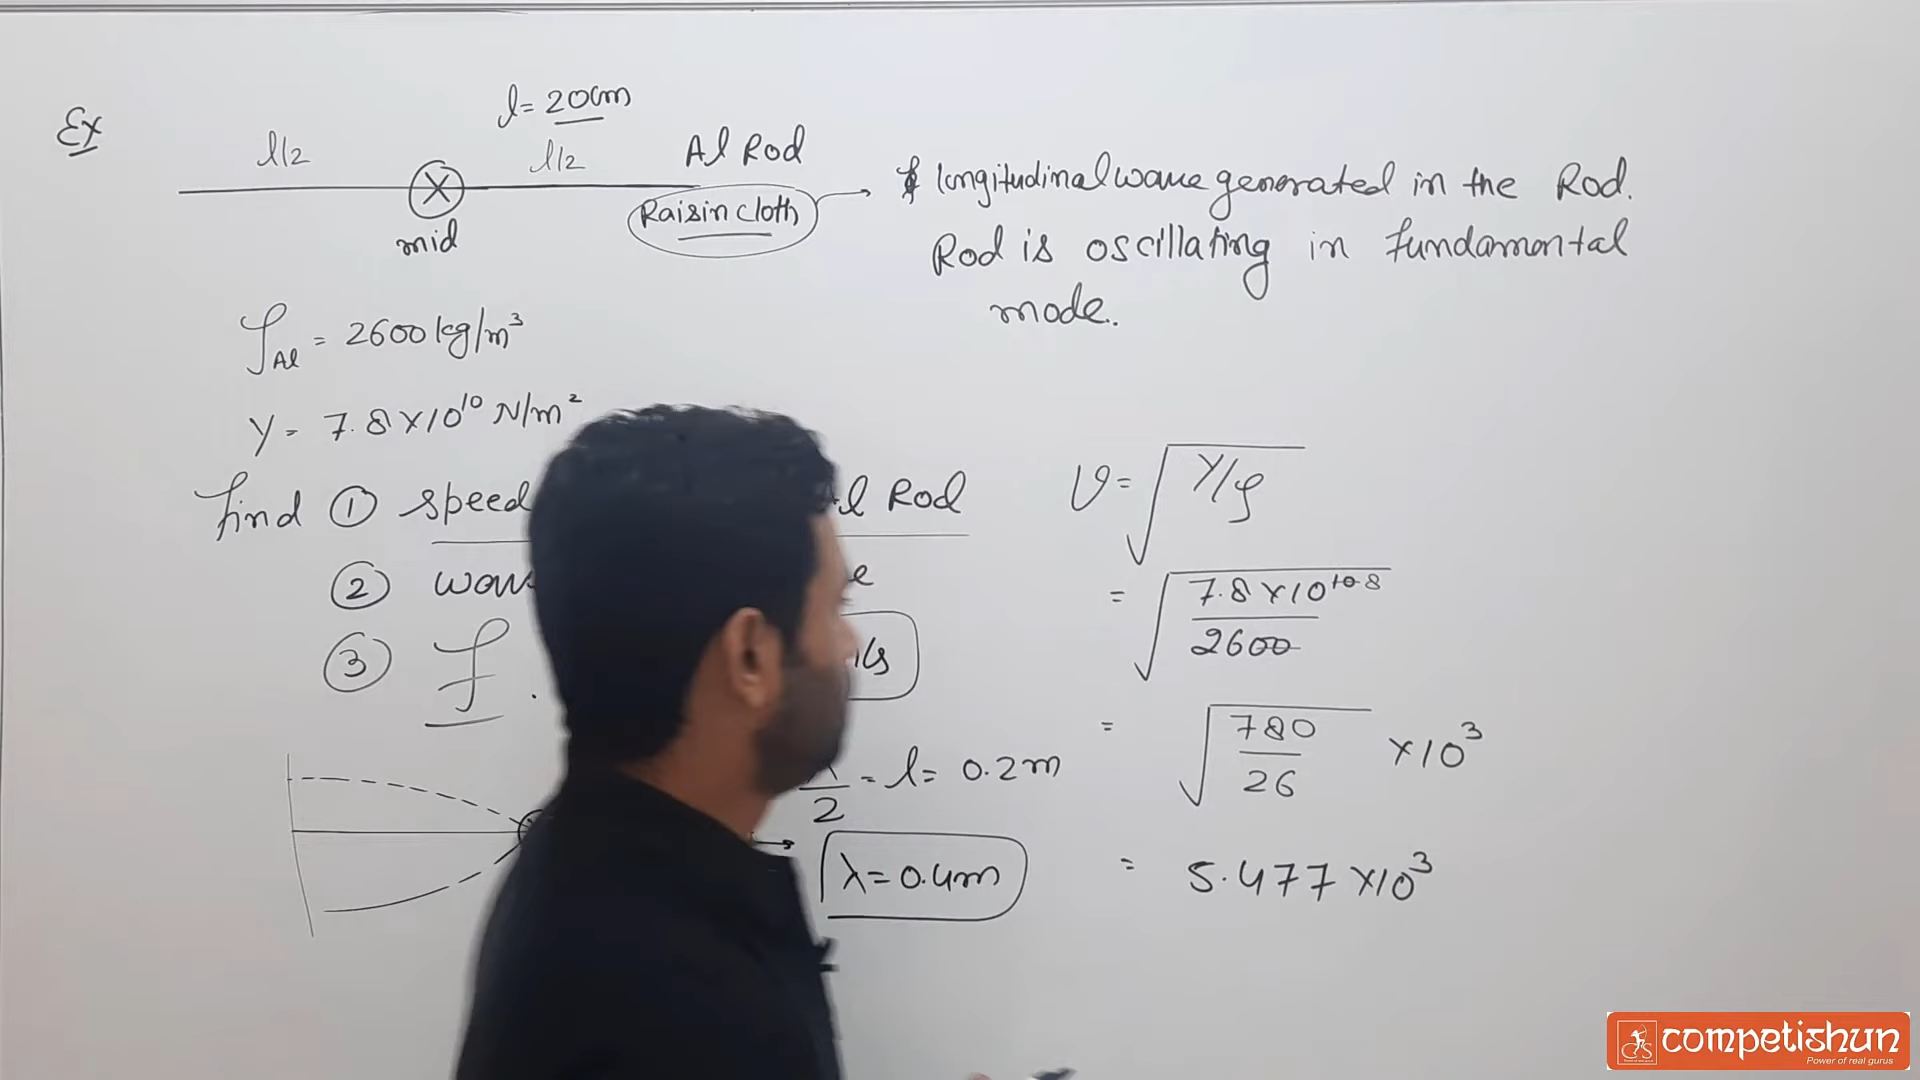 Ex
l = 20cm
l/2
l/2
Al Rod
mid
Raisin cloth
* longitudinal wave generated in the Rod.
Rod is oscillating in fundamental
mode.
ρAl = 2600 kg/m³
Y = 7.8 × 10¹⁰ N/m²
find ① speed Al Rod
②
③ f
/2 = l = 0.2m
λ = 0.4m
v = √Y/ρ
= √7.8 × 10¹⁰ 8 / 2600
= √780/26 × 10³
= 5.477 × 10³
competishun
Power of real gurus